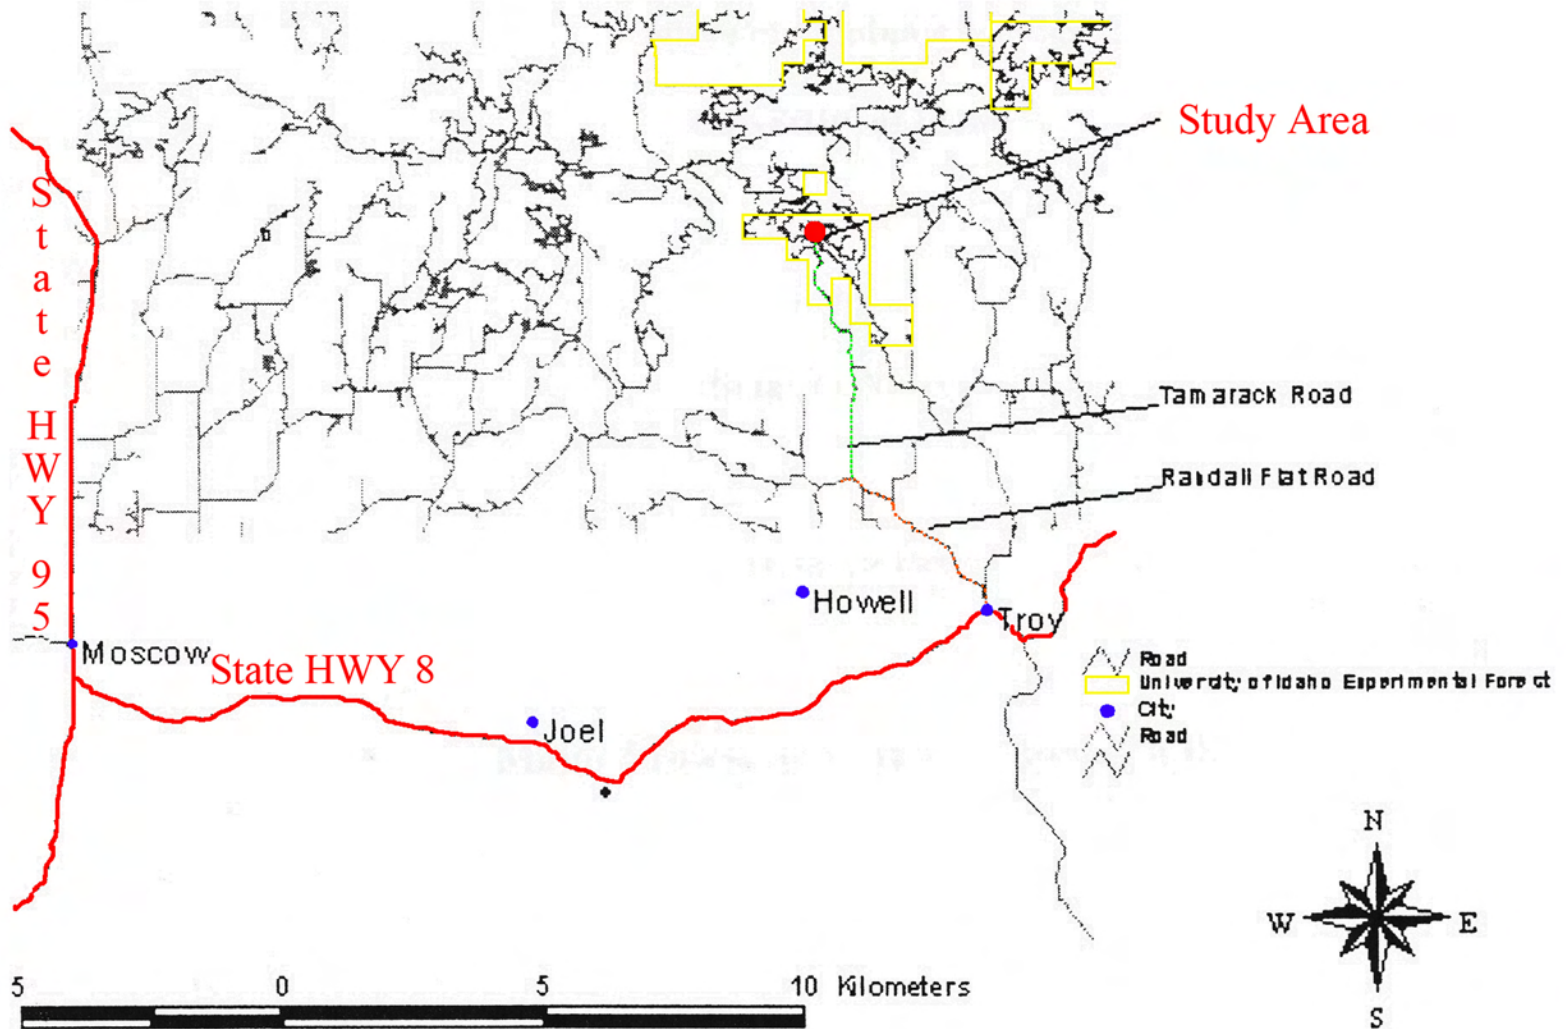 Study Area
State
HWY
95
Tamarack Road
Randall Flat Road
Howell
Troy
Moscow
State HWY 8
Joel
Road
University of Idaho Experimental Forest
City
Road
N
W
E
S
5 0 5 10 Kilometers